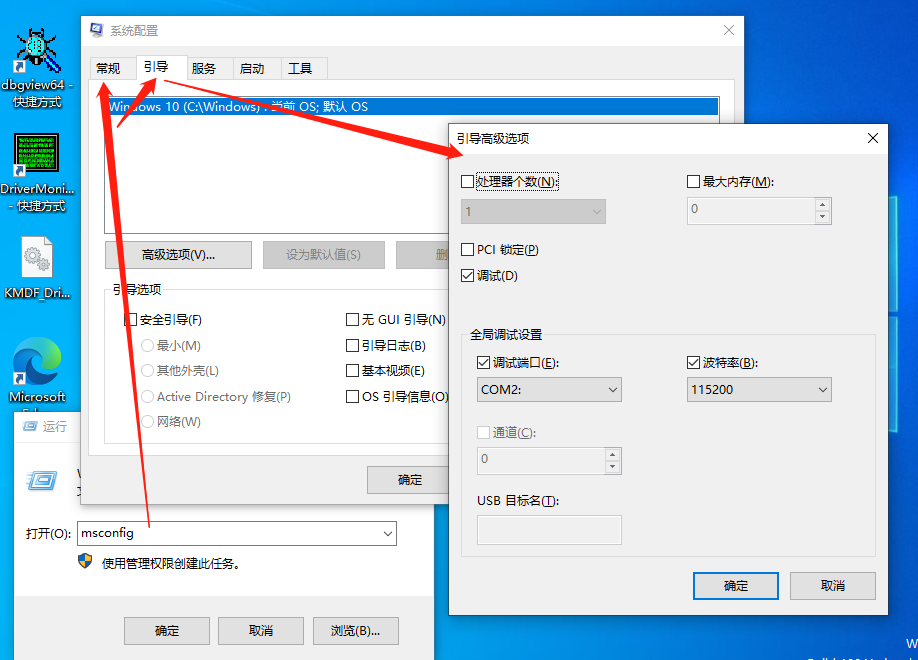 dbgview64 -
快捷方式
DriverMoni...
- 快捷方式
KMDF_Dri...
Microsoft
系统配置
常规
引导
服务
启动
工具
Windows 10 (C:\Windows) : 当前 OS; 默认 OS
高级选项(V)...
设为默认值(S)
删
引导选项
安全引导(F)
最小(M)
其他外壳(L)
Active Directory 修复(P)
网络(W)
无 GUI 引导(N)
引导日志(B)
基本视频(E)
OS 引导信息(O)
确定
引导高级选项
处理器个数(N):
1
最大内存(M):
0
PCI 锁定(P)
调试(D)
全局调试设置
调试端口(E):
COM2:
波特率(B):
115200
通道(C):
0
USB 目标名(T):
确定
取消
运行
打开(O):
msconfig
使用管理权限创建此任务。
确定
取消
浏览(B)...